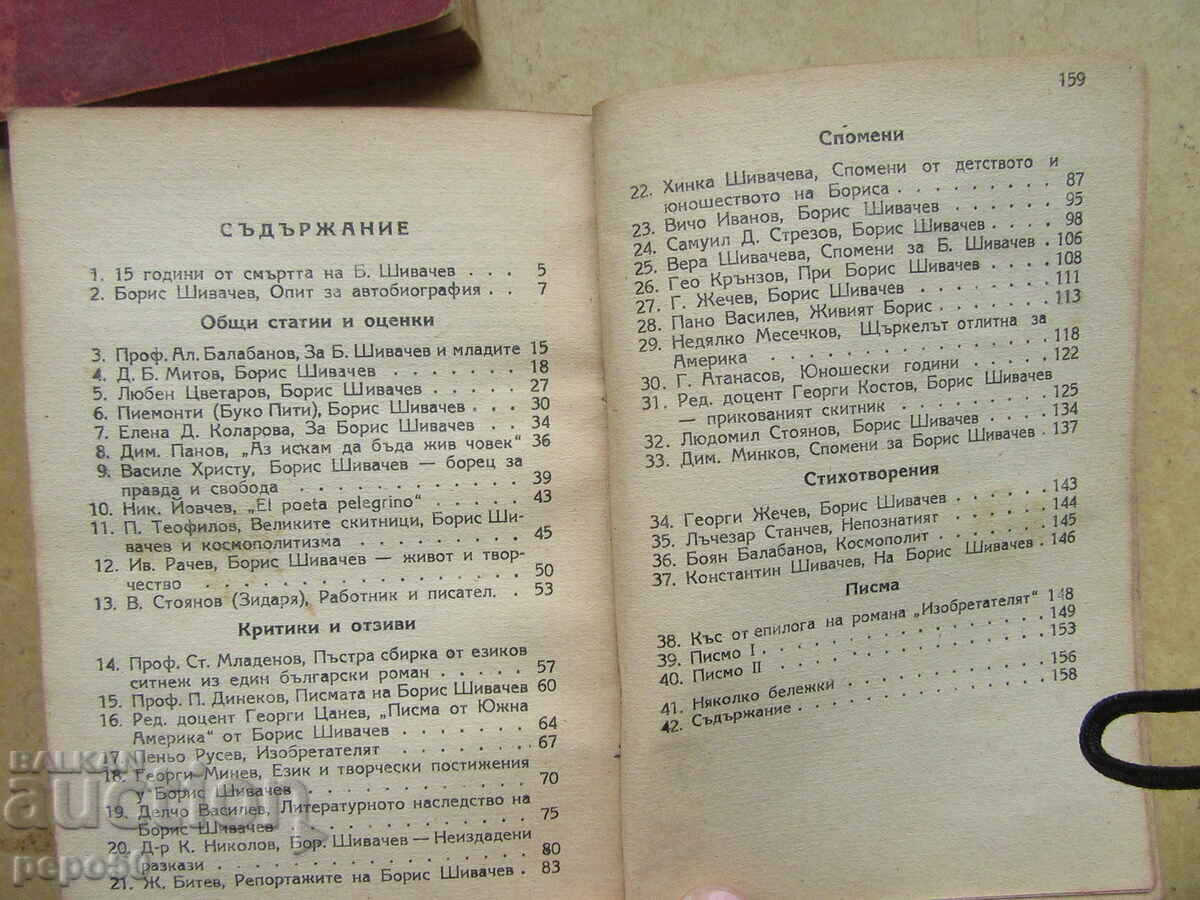 СЪДЪРЖАНИЕ
1. 15 години от смъртта на Б. Шивачев . . . 5
2. Борис Шивачев, Опит за автобиография . . 7
Общи статии и оценки
3. Проф. Ал. Балабанов, За Б. Шивачев и младите 15
4. Д. Б. Митов, Борис Шивачев . . . . . . . 18
5. Любен Цветаров, Борис Шивачев . . . . . 27
6. Пиемонти (Буко Пити), Борис Шивачев . . . 30
7. Елена Д. Коларова, За Борис Шивачев . . . 34
8. Дим. Панов, „Аз искам да бъда жив човек“ 36
9. Василе Христу, Борис Шивачев — борец за
правда и свобода . . . . . . . . . . . 39
10. Ник. Йовчев, „El poeta pelegrino“ . . . . . 43
11. П. Теофилов, Великите скитници, Борис Ши-
вачев и космополитизма . . . . . . . . 45
12. Ив. Рачев, Борис Шивачев — живот и твор-
чество . . . . . . . . . . . . . . . 50
13. В. Стоянов (Зидаря), Работник и писател . . 53
Критики и отзиви
14. Проф. Ст. Младенов, Пъстра сбирка от езиков
ситнеж из един български роман . . . . . 57
15. Проф. П. Динеков, Писмата на Борис Шивачев 60
16. Ред. доцент Георги Цанев, „Писма от Южна
Америка“ от Борис Шивачев . . . . . . . 64
17. Пеньо Русев, Изобретателят . . . . . . . 67
18. Георги Минев, Език и творчески постижения
у Борис Шивачев . . . . . . . . . . . 70
19. Делчо Василев, Литературното наследство на
Борис Шивачев . . . . . . . . . . . . 75
20. Д-р К. Николов, Бор. Шивачев — Неиздадени
разкази . . . . . . . . . . . . . . . 80
21. Ж. Битев, Репортажите на Борис Шивачев . . 83
159
Спомени
22. Хинка Шивачева, Спомени от детството и
юношеството на Бориса . . . . . . . . . 87
23. Вичо Иванов, Борис Шивачев . . . . . . . 95
24. Самуил Д. Стрезов, Борис Шивачев . . . . 98
25. Вера Шивачева, Спомени за Б. Шивачев . 106
26. Гео Крънзов, При Борис Шивачев . . . . 108
27. Г. Жечев, Борис Шивачев . . . . . . . . 111
28. Пано Василев, Живият Борис . . . . . . 113
29. Недялко Месечков, Щъркелът отлитна за
Америка . . . . . . . . . . . . . . . 118
30. Г. Атанасов, Юношески години . . . . . 122
31. Ред. доцент Георги Костов, Борис Шивачев
— прикованият скитник . . . . . . . . 125
32. Людомил Стоянов, Борис Шивачев . . . . 134
33. Дим. Минков, Спомени за Борис Шивачев . 137
Стихотворения
34. Георги Жечев, Борис Шивачев . . . . . . 143
35. Лъчезар Станчев, Непознатият . . . . . . 144
36. Боян Балабанов, Космополит . . . . . . . 145
37. Константин Шивачев, На Борис Шивачев . . 146
Писма
38. Къс от епилога на романа „Изобретателят“ 148
39. Писмо I . . . . . . . . . . . . . . . 149
40. Писмо II . . . . . . . . . . . . . . . 153
41. Няколко бележки . . . . . . . . . . . 156
42. Съдържание . . . . . . . . . . . . . . 158
BALKAN
auction
pepo50